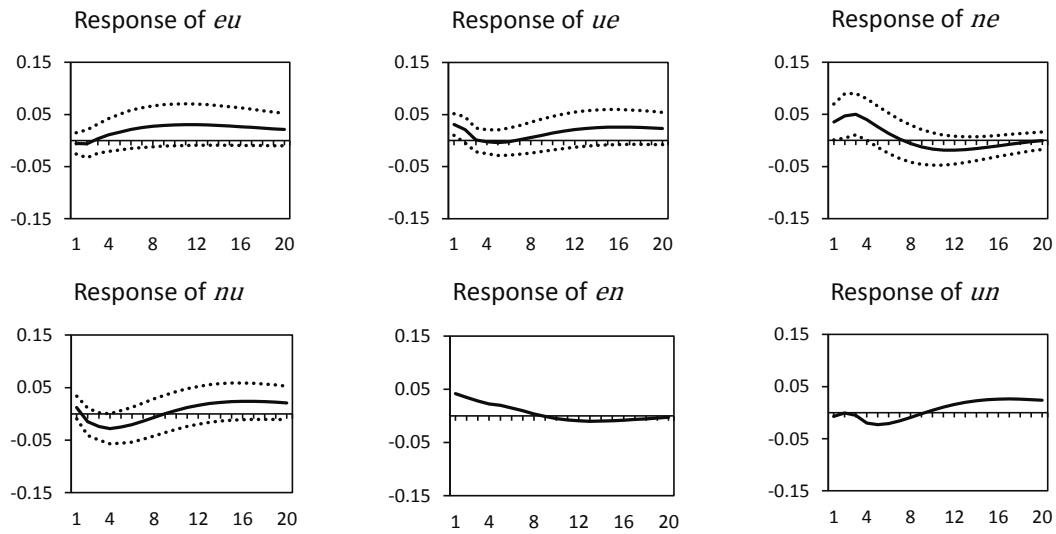 Response of eu
Response of ue
Response of ne
0.15
0.05
-0.05
-0.15
1 4 8 12 16 20
0.15
0.05
-0.05
-0.15
1 4 8 12 16 20
0.15
0.05
-0.05
-0.15
1 4 8 12 16 20
Response of nu
Response of en
Response of un
0.15
0.05
-0.05
-0.15
1 4 8 12 16 20
0.15
0.05
-0.05
-0.15
1 4 8 12 16 20
0.15
0.05
-0.05
-0.15
1 4 8 12 16 20